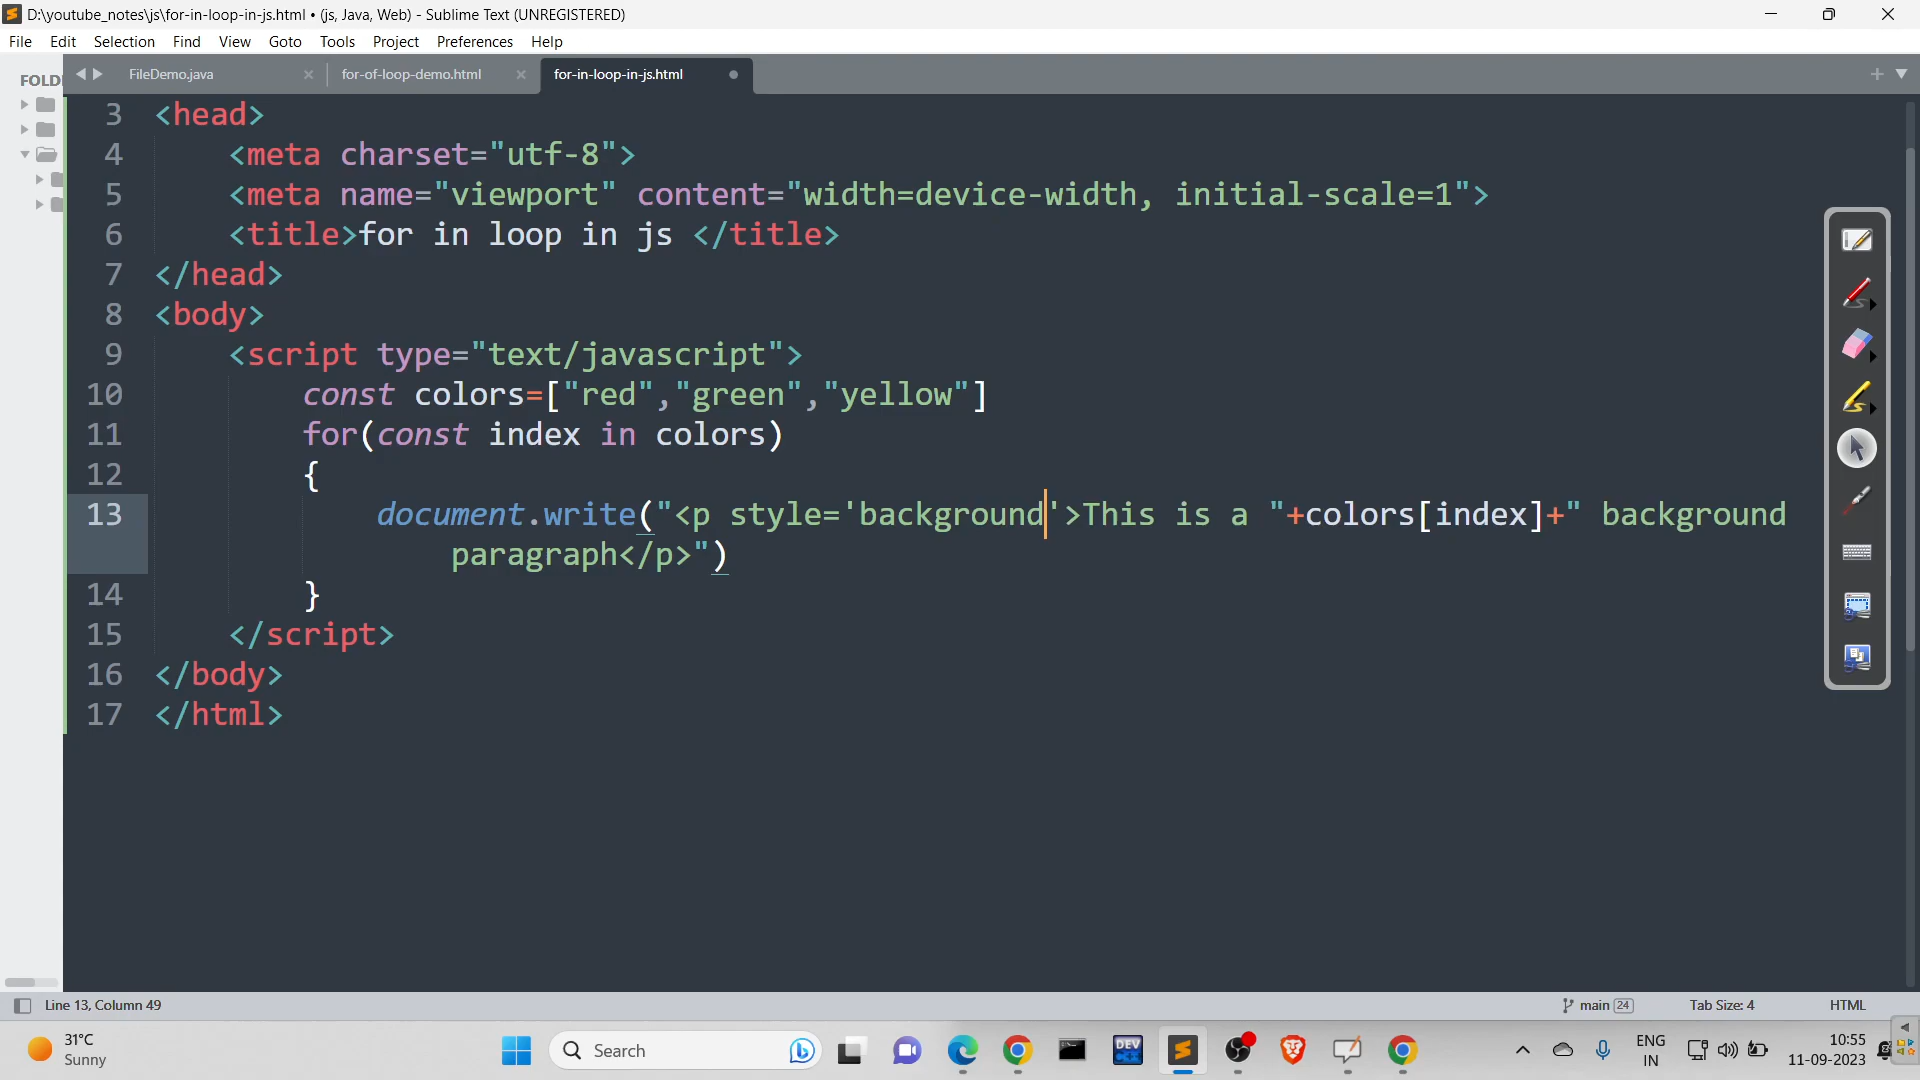 D:\youtube_notes\js\for-in-loop-in-js.html • (js, Java, Web) - Sublime Text (UNREGISTERED)
File Edit Selection Find View Goto Tools Project Preferences Help
FOLD
FileDemo.java
for-of-loop-demo.html
for-in-loop-in-js.html
3 <head>
4 <meta charset="utf-8">
5 <meta name="viewport" content="width=device-width, initial-scale=1">
6 <title>for in loop in js </title>
7 </head>
8 <body>
9 <script type="text/javascript">
10 const colors=["red","green","yellow"]
11 for(const index in colors)
12 {
13 document.write("<p style='background'>This is a "+colors[index]+" background
paragraph</p>")
14 }
15 </script>
16 </body>
17 </html>
Line 13, Column 49
main 24
Tab Size: 4
HTML
31°C
Sunny
Search
DEV
ENG
IN
10:55
11-09-2023